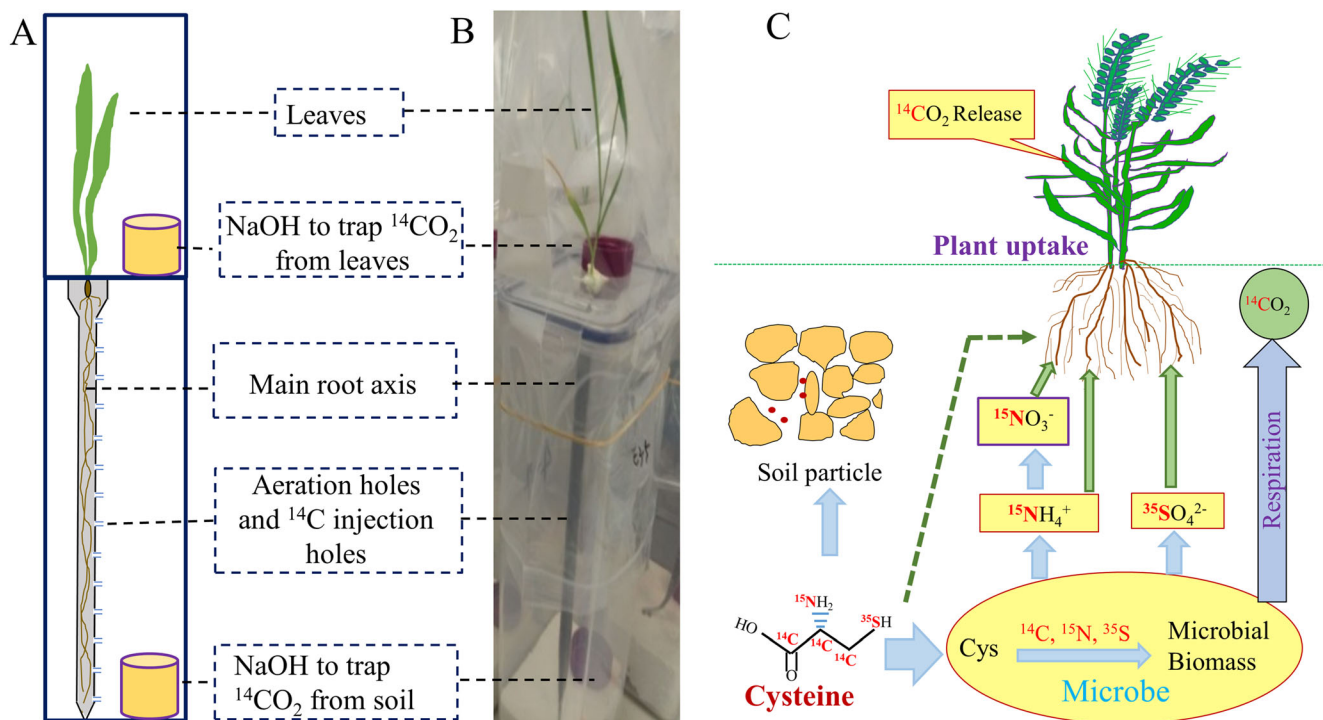 A
B
C
Leaves
NaOH to trap ¹⁴CO₂
from leaves
Main root axis
Aeration holes
and ¹⁴C injection
holes
NaOH to trap
¹⁴CO₂ from soil
¹⁴CO₂ Release
Plant uptake
¹⁴CO₂
Respiration
¹⁵NO₃⁻
¹⁵NH₄⁺
³⁵SO₄²⁻
Soil particle
¹⁵NH₂
³⁵SH
HO
¹⁴C
¹⁴C
¹⁴C
O
Cysteine
Cys
¹⁴C, ¹⁵N, ³⁵S
Microbial
Biomass
Microbe